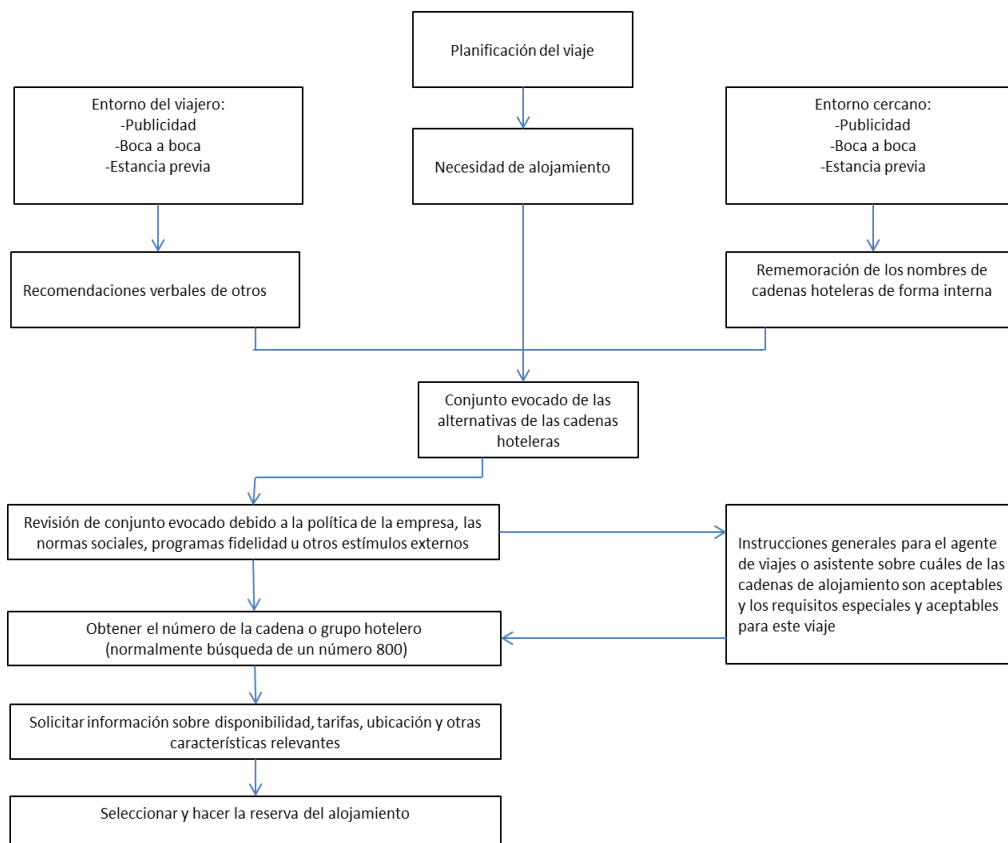 Planificación del viaje
Entorno del viajero:
-Publicidad
-Boca a boca
-Estancia previa
Necesidad de alojamiento
Entorno cercano:
-Publicidad
-Boca a boca
-Estancia previa
Recomendaciones verbales de otros
Rememoración de los nombres de
cadenas hoteleras de forma interna
Conjunto evocado de las
alternativas de las cadenas
hoteleras
Revisión de conjunto evocado debido a la política de la empresa, las
normas sociales, programas fidelidad u otros estímulos externos
Instrucciones generales para el agente
de viajes o asistente sobre cuáles de las
cadenas de alojamiento son aceptables
y los requisitos especiales y aceptables
para este viaje
Obtener el número de la cadena o grupo hotelero
(normalmente búsqueda de un número 800)
Solicitar información sobre disponibilidad, tarifas, ubicación y otras
características relevantes
Seleccionar y hacer la reserva del alojamiento